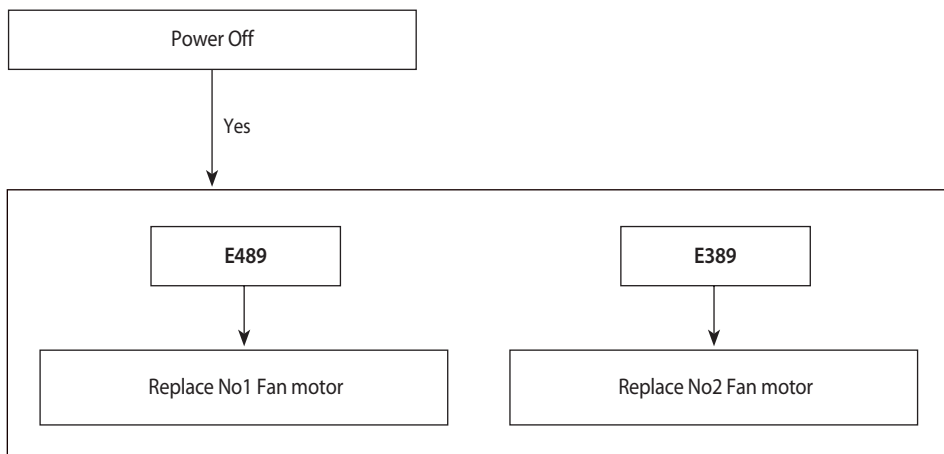 Power Off
Yes
E489
E389
Replace No1 Fan motor
Replace No2 Fan motor